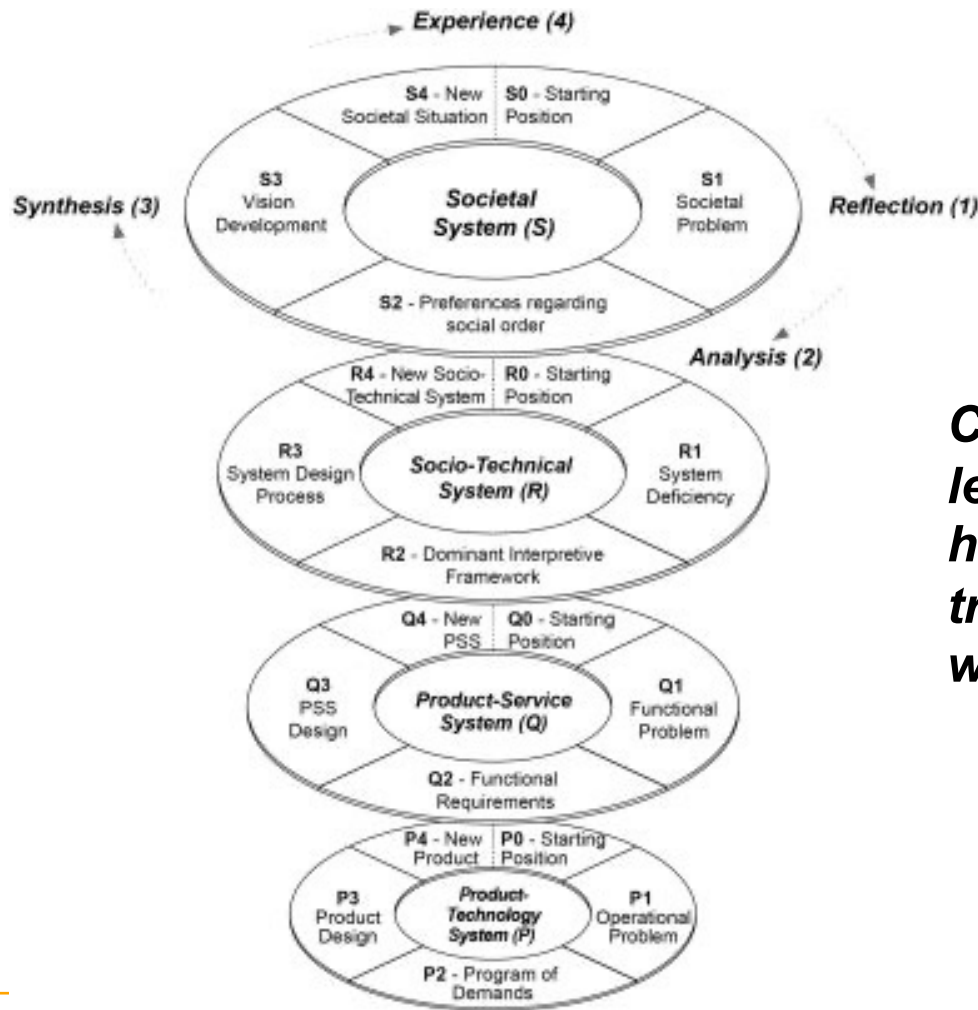 Experience (4)
S4 - New
Societal Situation
S0 - Starting
Position
S3
Vision
Development
Societal
System (S)
S1
Societal
Problem
Synthesis (3)
Reflection (1)
S2 - Preferences regarding
social order
Analysis (2)
R4 - New Socio-
Technical System
R0 - Starting
Position
R3
System Design
Process
Socio-Technical
System (R)
R1
System
Deficiency
R2 - Dominant Interpretive
Framework
Q4 - New
PSS
Q0 - Starting
Position
Q3
PSS
Design
Product-Service
System (Q)
Q1
Functional
Problem
Q2 - Functional
Requirements
P4 - New
Product
P0 - Starting
Position
P3
Product
Design
Product-
Technology
System (P)
P1
Operational
Problem
P2 - Program of
Demands